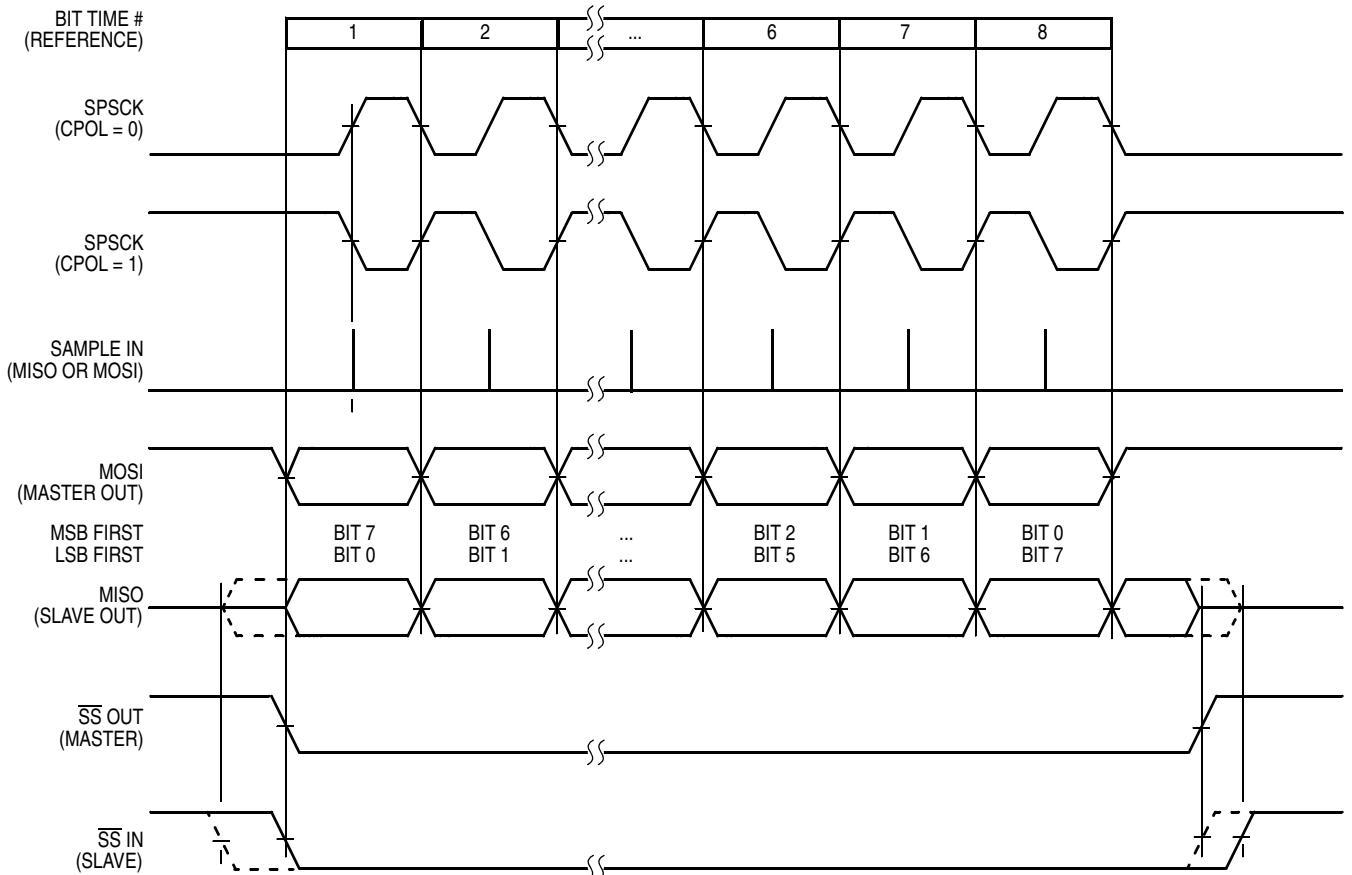 BIT TIME #
(REFERENCE)
1 2 ... 6 7 8
SPSCK
(CPOL = 0)
SPSCK
(CPOL = 1)
SAMPLE IN
(MISO OR MOSI)
MOSI
(MASTER OUT)
MSB FIRST BIT 7 BIT 6 ... BIT 2 BIT 1 BIT 0
LSB FIRST BIT 0 BIT 1 ... BIT 5 BIT 6 BIT 7
MISO
(SLAVE OUT)
S̅S̅ OUT
(MASTER)
S̅S̅ IN
(SLAVE)